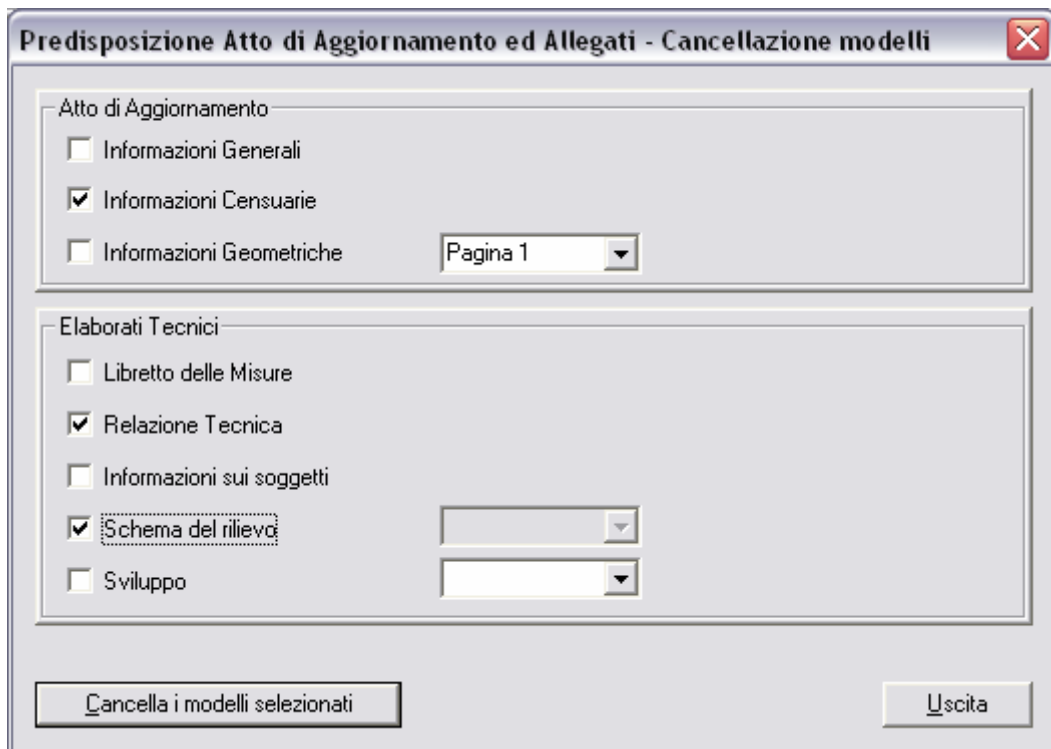 Predisposizione Atto di Aggiornamento ed Allegati - Cancellazione modelli
Atto di Aggiornamento
Informazioni Generali
Informazioni Censuarie
Informazioni Geometriche Pagina 1
Elaborati Tecnici
Libretto delle Misure
Relazione Tecnica
Informazioni sui soggetti
Schema del rilievo
Sviluppo
Cancella i modelli selezionati Uscita